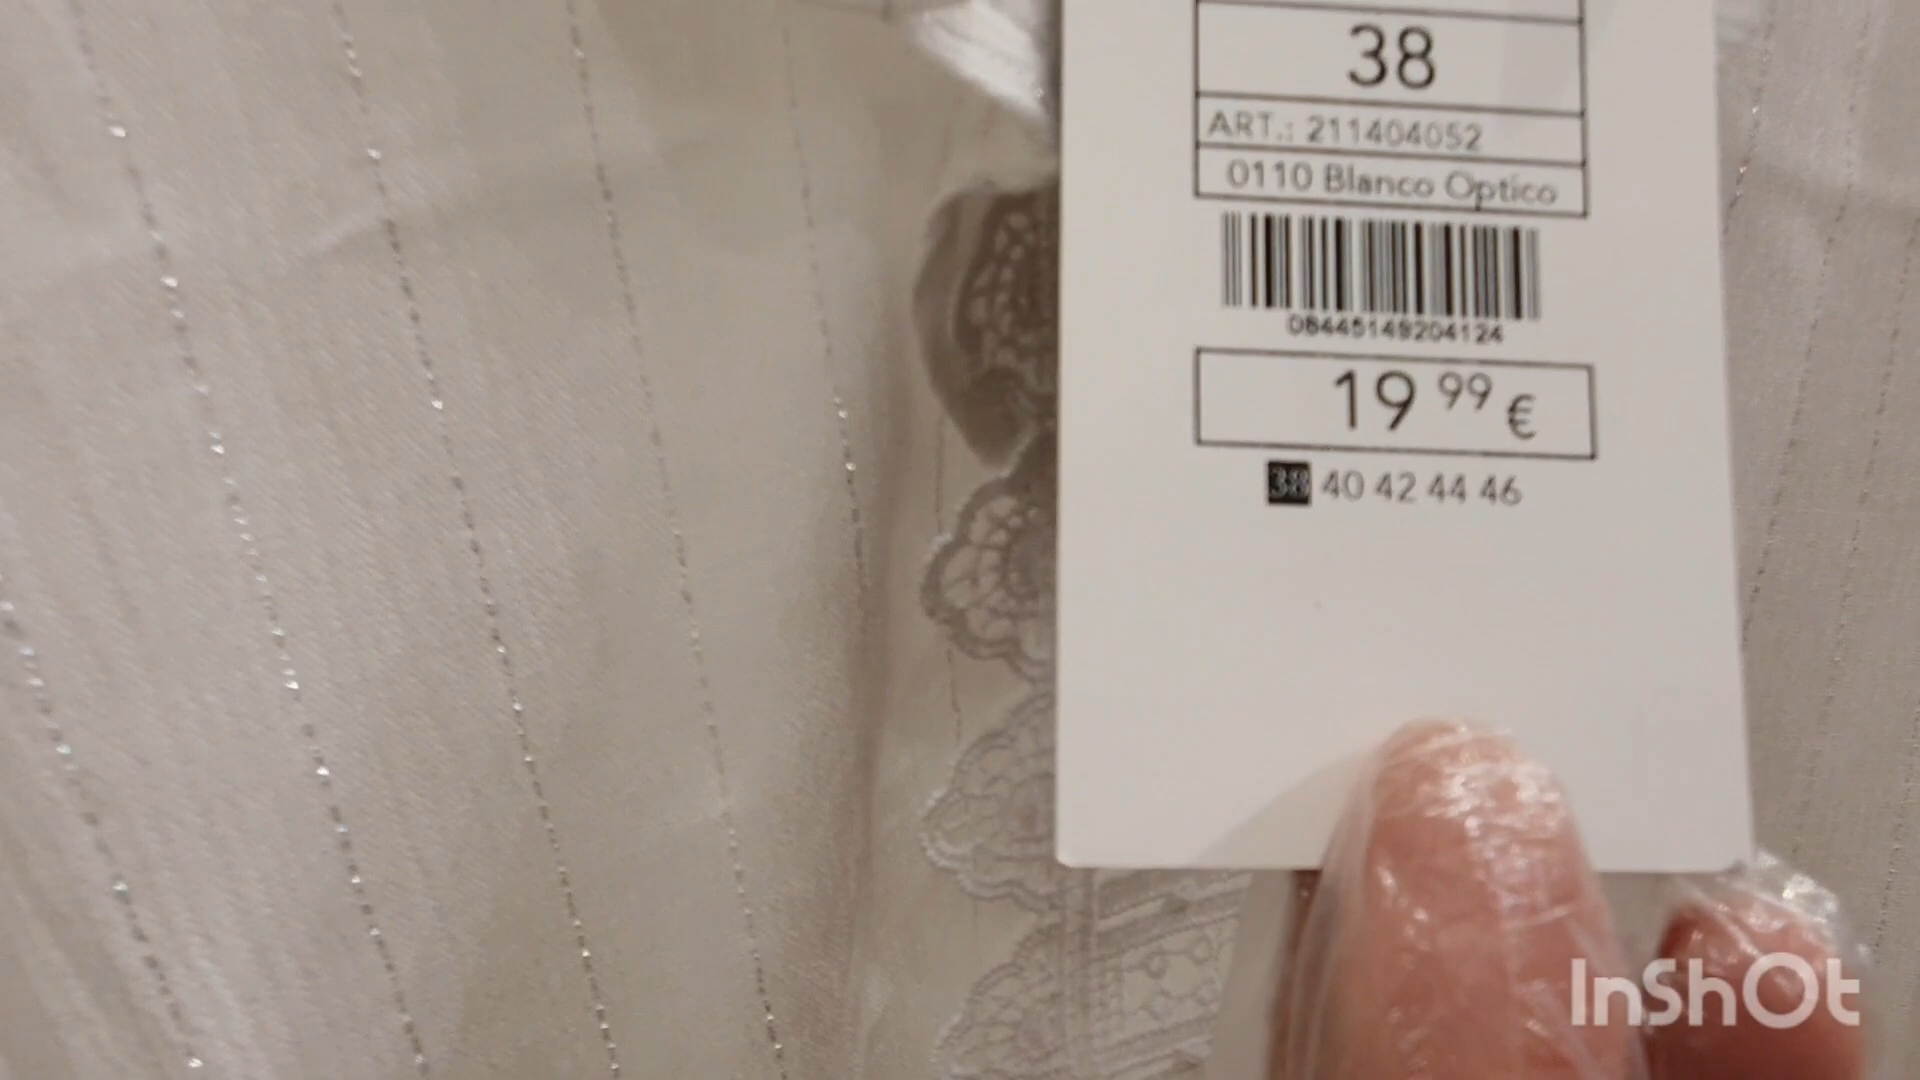 38
ART.: 211404052
0110 Blanco Optico
08445149204124
19 99 €
38 40 42 44 46
InShOt